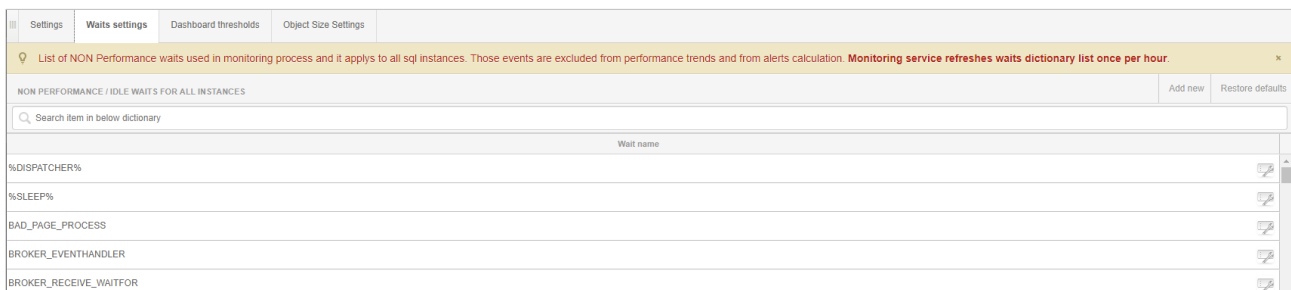 Settings
Waits settings
Dashboard thresholds
Object Size Settings
List of NON Performance waits used in monitoring process and it applys to all sql instances. Those events are excluded from performance trends and from alerts calculation. Monitoring service refreshes waits dictionary list once per hour.
×
NON PERFORMANCE / IDLE WAITS FOR ALL INSTANCES
Add new
Restore defaults
Search item in below dictionary
Wait name
%DISPATCHER%
%SLEEP%
BAD_PAGE_PROCESS
BROKER_EVENTHANDLER
BROKER_RECEIVE_WAITFOR